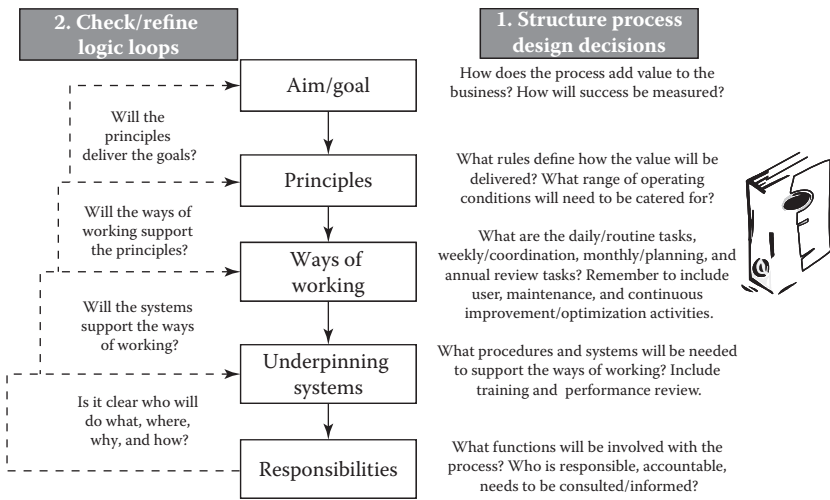 2. Check/refine
logic loops
1. Structure process
design decisions
Aim/goal
How does the process add value to the
business? How will success be measured?
Will the
principles
deliver the goals?
Principles
What rules define how the value will be
delivered? What range of operating
conditions will need to be catered for?
Will the ways of
working support
the principles?
Ways of
working
What are the daily/routine tasks,
weekly/coordination, monthly/planning, and
annual review tasks? Remember to include
user, maintenance, and continuous
improvement/optimization activities.
Will the systems
support the ways
of working?
Underpinning
systems
What procedures and systems will be needed
to support the ways of working? Include
training and performance review.
Is it clear who will
do what, where,
why, and how?
Responsibilities
What functions will be involved with the
process? Who is responsible, accountable,
needs to be consulted/informed?